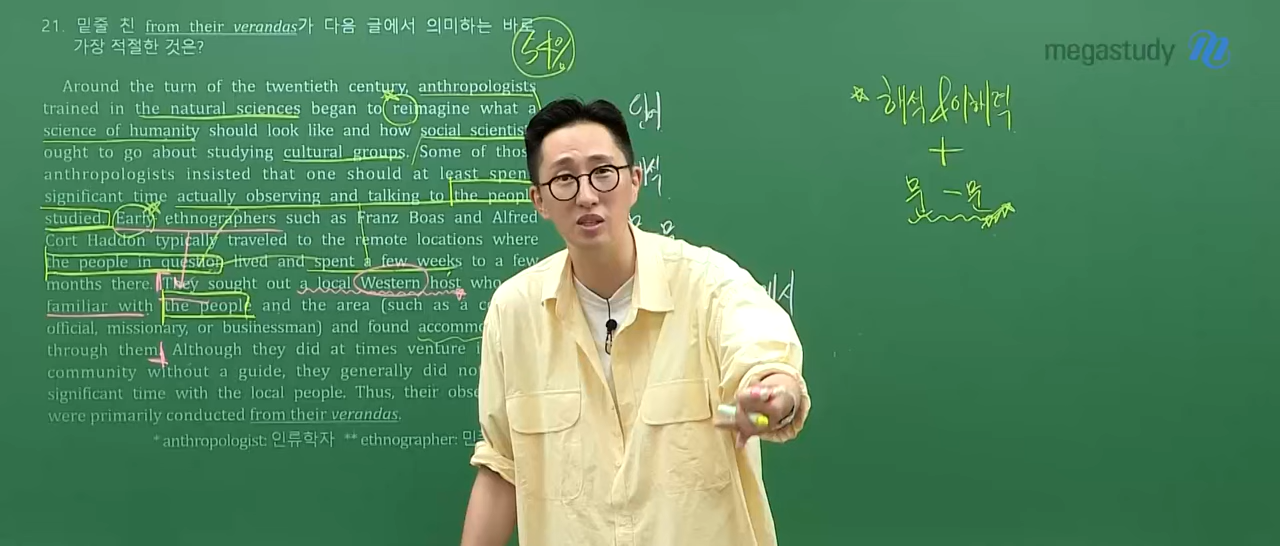 21. 밑줄 친 from their verandas가 다음 글에서 의미하는 바로
가장 적절한 것은?
54%
megastudy
Around the turn of the twentieth century, anthropologists
trained in the natural sciences began to reimagine what a
science of humanity should look like and how social scientis
ought to go about studying cultural groups. Some of thos
anthropologists insisted that one should at least spen
significant time actually observing and talking to the peopl
studied. Early ethnographers such as Franz Boas and Alfred
Cort Haddon typically traveled to the remote locations where
the people in question lived and spent a few weeks to a few
months there. They sought out a local Western host who
familiar with the people and the area (such as a c
official, missionary, or businessman) and found accomm
through them. Although they did at times venture i
community without a guide, they generally did no
significant time with the local people. Thus, their obse
were primarily conducted from their verandas.
* anthropologist: 인류학자 ** ethnographer: 민
해석 & 이해력
+